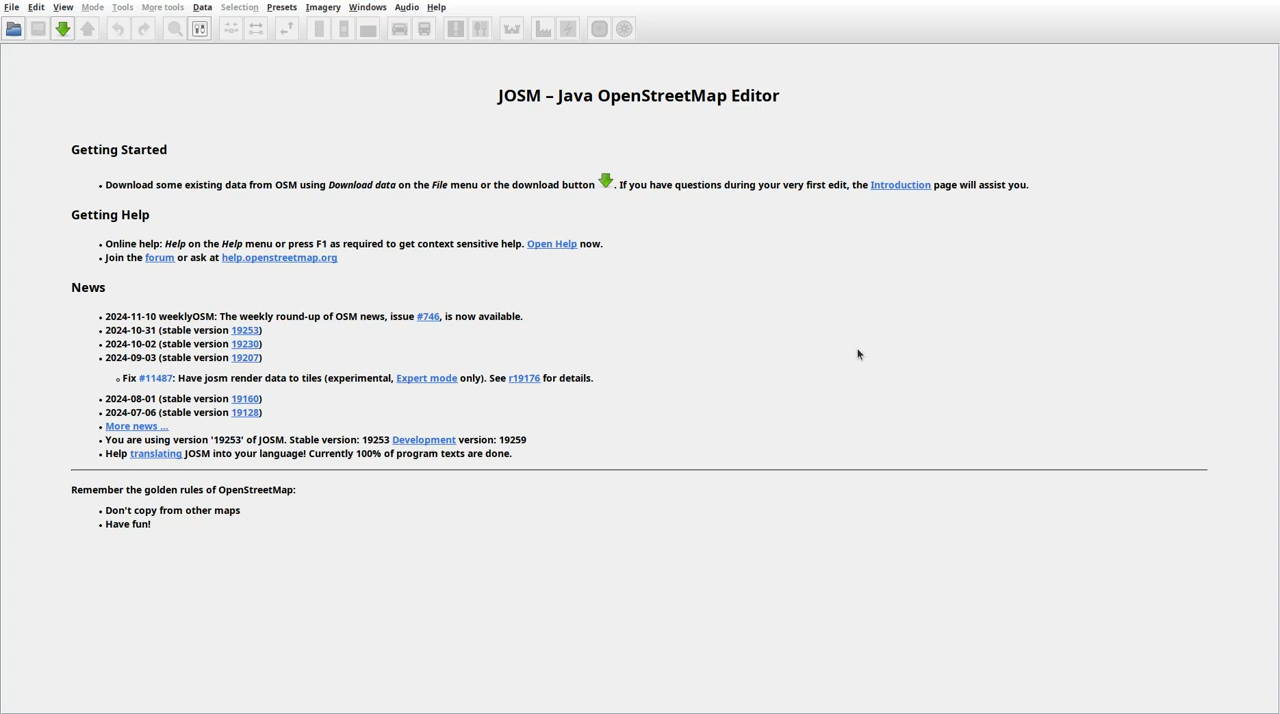 File Edit View Mode Tools More tools Data Selection Presets Imagery Windows Audio Help
JOSM – Java OpenStreetMap Editor
Getting Started
• Download some existing data from OSM using Download data on the File menu or the download button . If you have questions during your very first edit, the Introduction page will assist you.
Getting Help
• Online help: Help on the Help menu or press F1 as required to get context sensitive help. Open Help now.
• Join the forum or ask at help.openstreetmap.org
News
• 2024-11-10 weeklyOSM: The weekly round-up of OSM news, issue #746, is now available.
• 2024-10-31 (stable version 19253)
• 2024-10-02 (stable version 19230)
• 2024-09-03 (stable version 19207)
◦ Fix #11487: Have josm render data to tiles (experimental, Expert mode only). See r19176 for details.
• 2024-08-01 (stable version 19160)
• 2024-07-06 (stable version 19128)
• More news ...
• You are using version '19253' of JOSM. Stable version: 19253 Development version: 19259
• Help translating JOSM into your language! Currently 100% of program texts are done.
Remember the golden rules of OpenStreetMap:
• Don't copy from other maps
• Have fun!